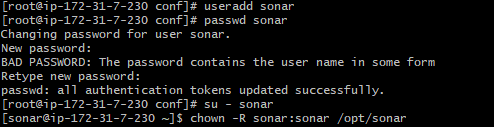 [root@ip-172-31-7-230 conf]# useradd sonar
[root@ip-172-31-7-230 conf]# passwd sonar
Changing password for user sonar.
New password:
BAD PASSWORD: The password contains the user name in some form
Retype new password:
passwd: all authentication tokens updated successfully.
[root@ip-172-31-7-230 conf]# su - sonar
[sonar@ip-172-31-7-230 ~]$ chown -R sonar:sonar /opt/sonar